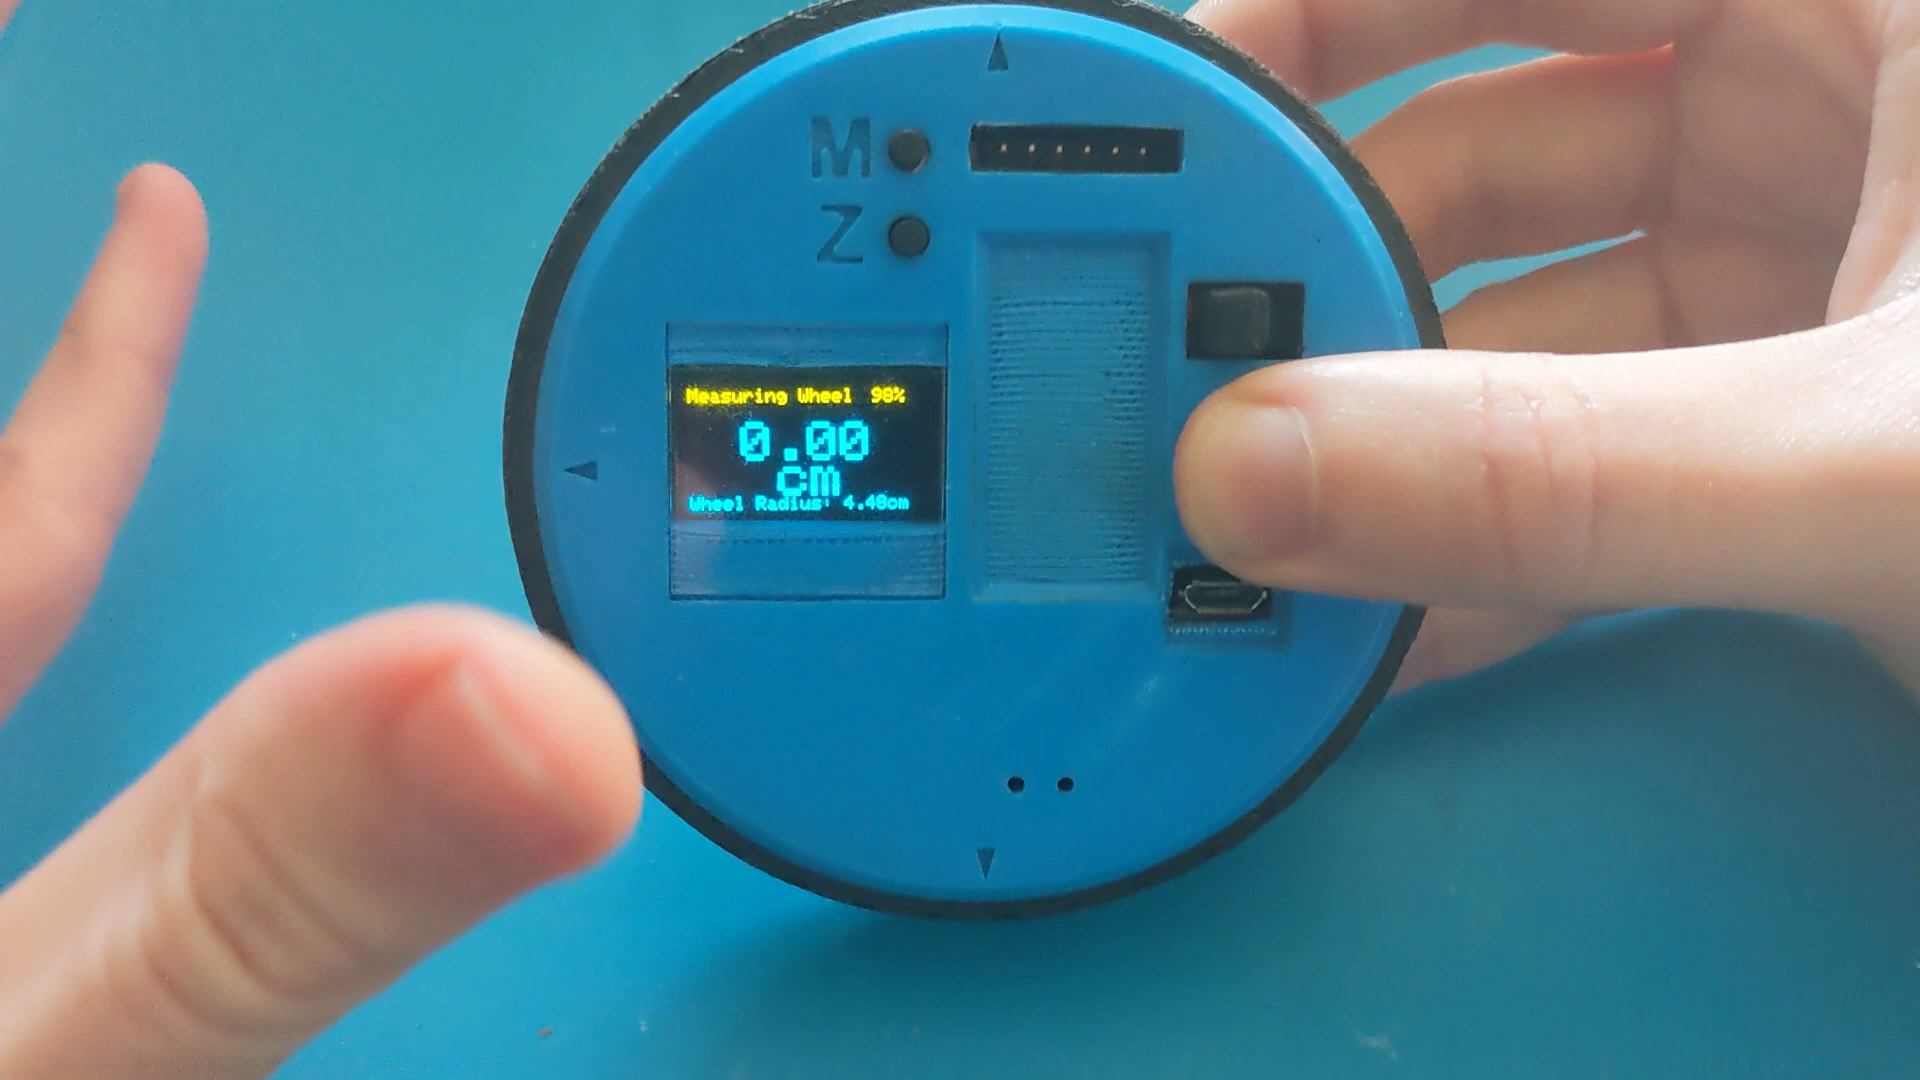 M
Z
Measuring Wheel 98%
0.00
cm
Wheel Radius: 4.48cm